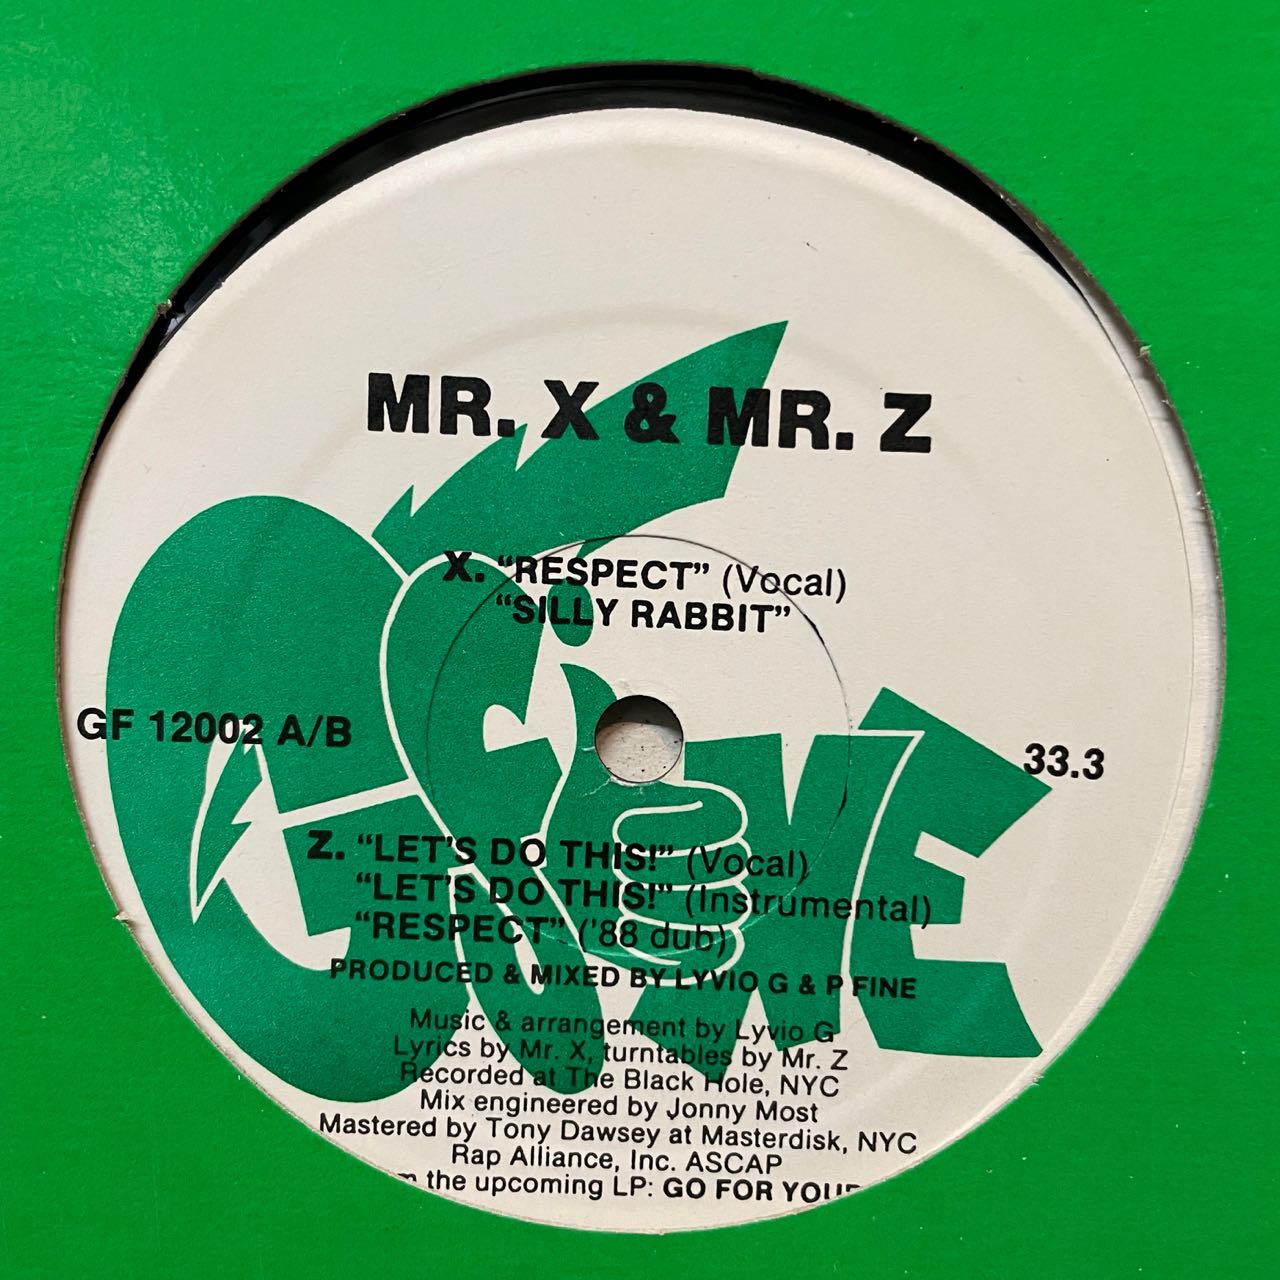 MR. X & MR. Z
X. “RESPECT” (Vocal)
“SILLY RABBIT”
GF 12002 A/B
33.3
Z. “LET’S DO THIS!” (Vocal)
“LET’S DO THIS!” (Instrumental)
“RESPECT” (’88 dub)
PRODUCED & MIXED BY LYVIO G & P FINE
Music & arrangement by Lyvio G
Lyrics by Mr. X, turntables by Mr. Z
Recorded at The Black Hole, NYC
Mix engineered by Jonny Most
Mastered by Tony Dawsey at Masterdisk, NYC
Rap Alliance, Inc. ASCAP
the upcoming LP: GO FOR